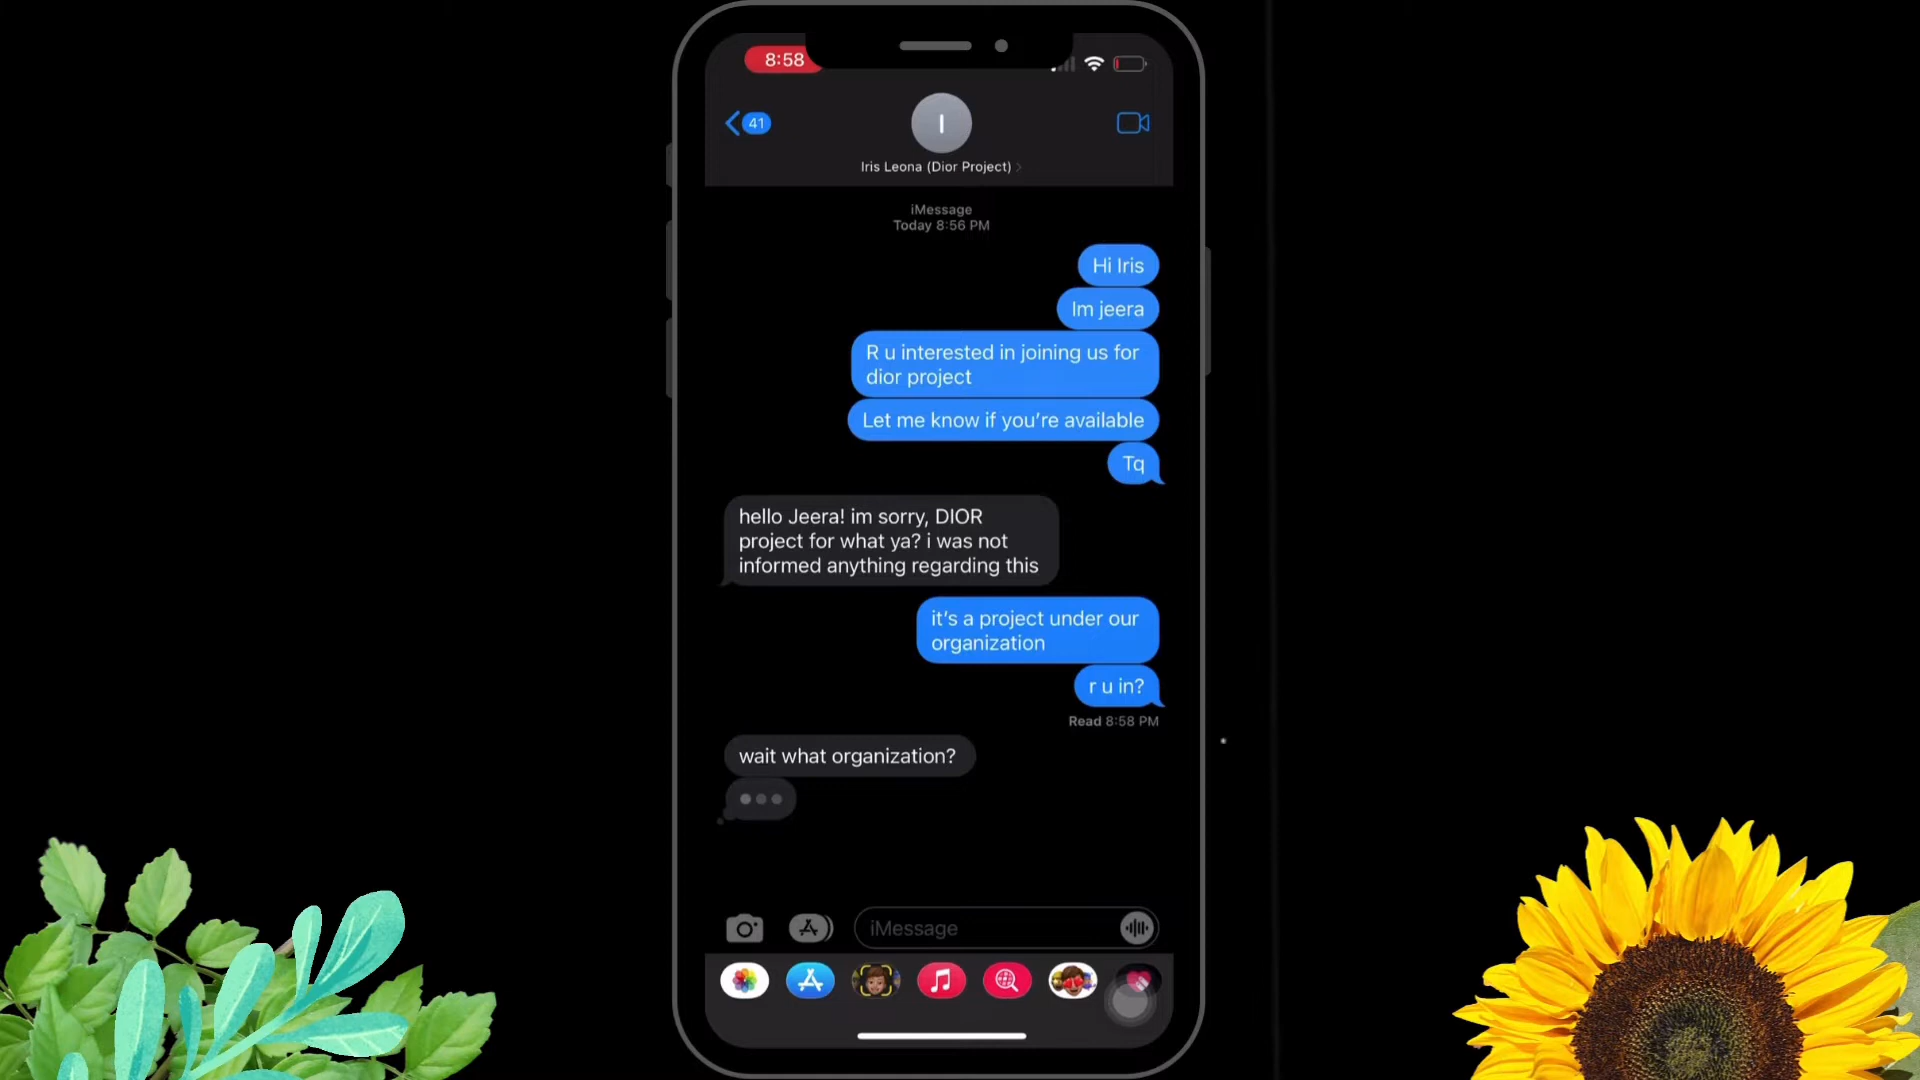 8:58
41
I
Iris Leona (Dior Project)
iMessage
Today 8:56 PM
Hi Iris
Im jeera
R u interested in joining us for
dior project
Let me know if you're available
Tq
hello Jeera! im sorry, DIOR
project for what ya? i was not
informed anything regarding this
it's a project under our
organization
r u in?
Read 8:58 PM
wait what organization?
iMessage